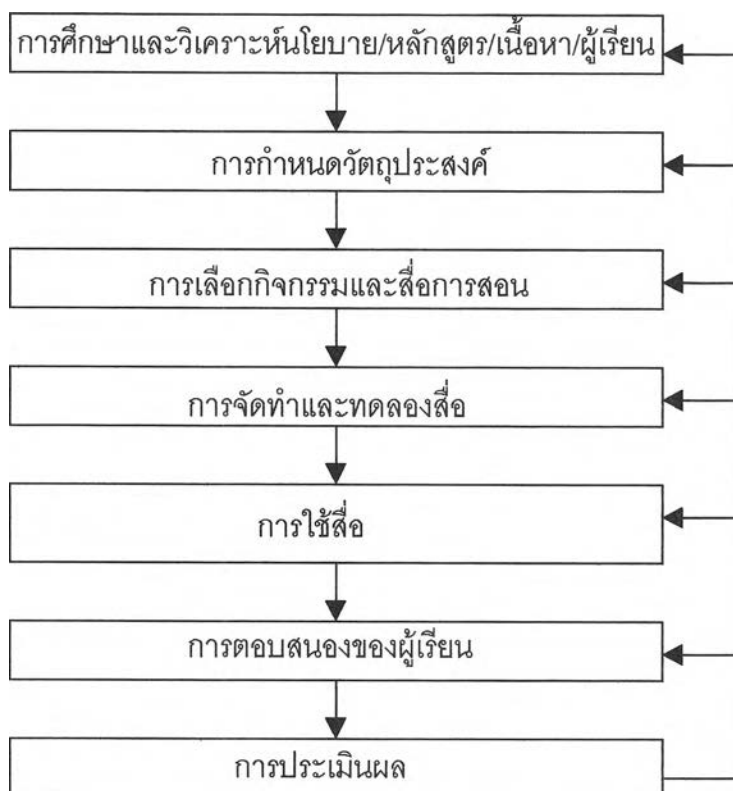 การศึกษาและวิเคราะห์นโยบาย/หลักสูตร/เนื้อหา/ผู้เรียน
การกำหนดวัตถุประสงค์
การเลือกกิจกรรมและสื่อการสอน
การจัดทำและทดลองสื่อ
การใช้สื่อ
การตอบสนองของผู้เรียน
การประเมินผล